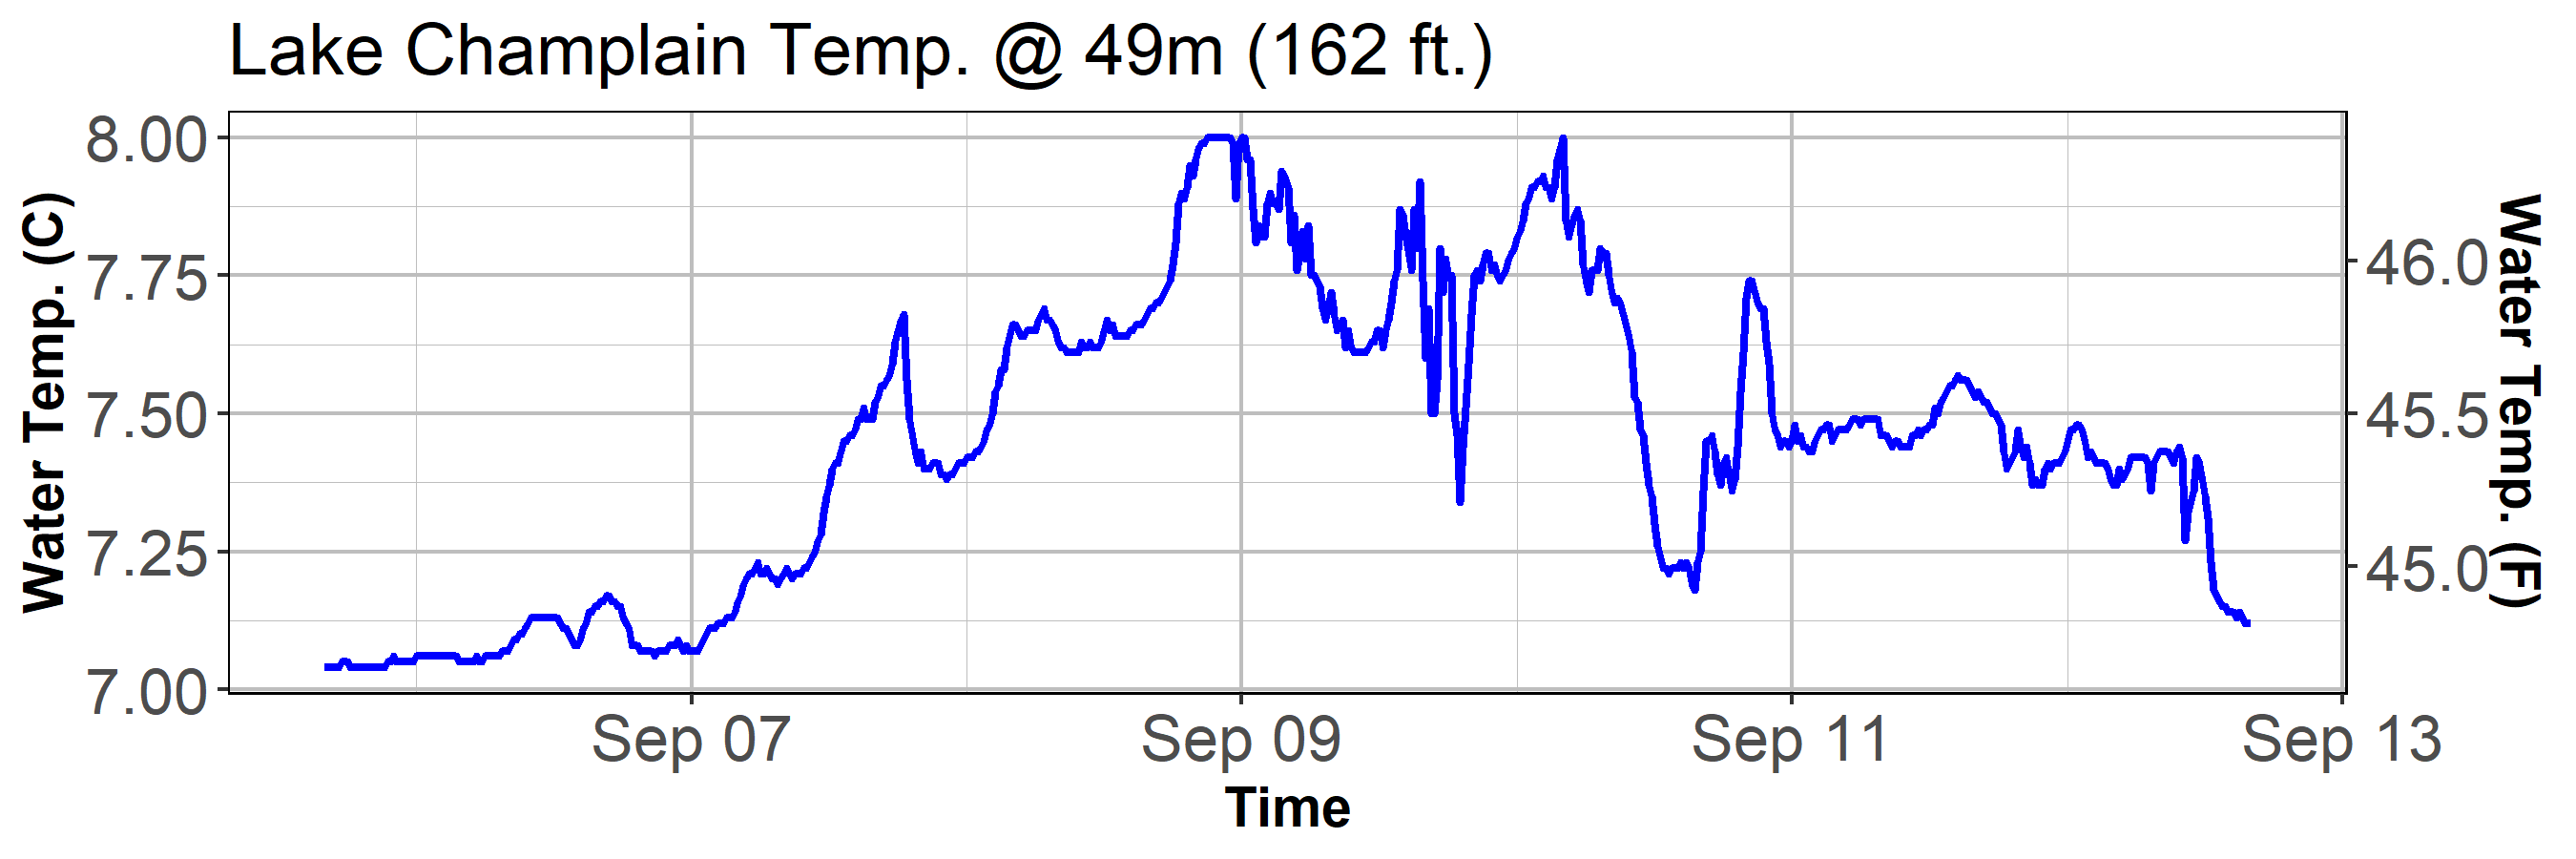 Lake Champlain Temp. @ 49m (162 ft.)
Water Temp. (C)
8.00
7.75
7.50
7.25
7.00
46.0
45.5
45.0
Water Temp. (F)
Sep 07 Sep 09 Sep 11 Sep 13
Time